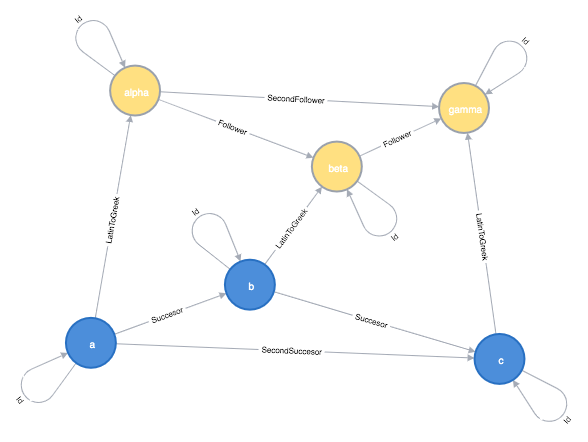 Id
Id
alpha
SecondFollower
gamma
Follower
Follower
beta
LatinToGreek
Id
LatinToGreek
LatinToGreek
Id
b
Succesor
Succesor
a
SecondSuccesor
c
Id
Id